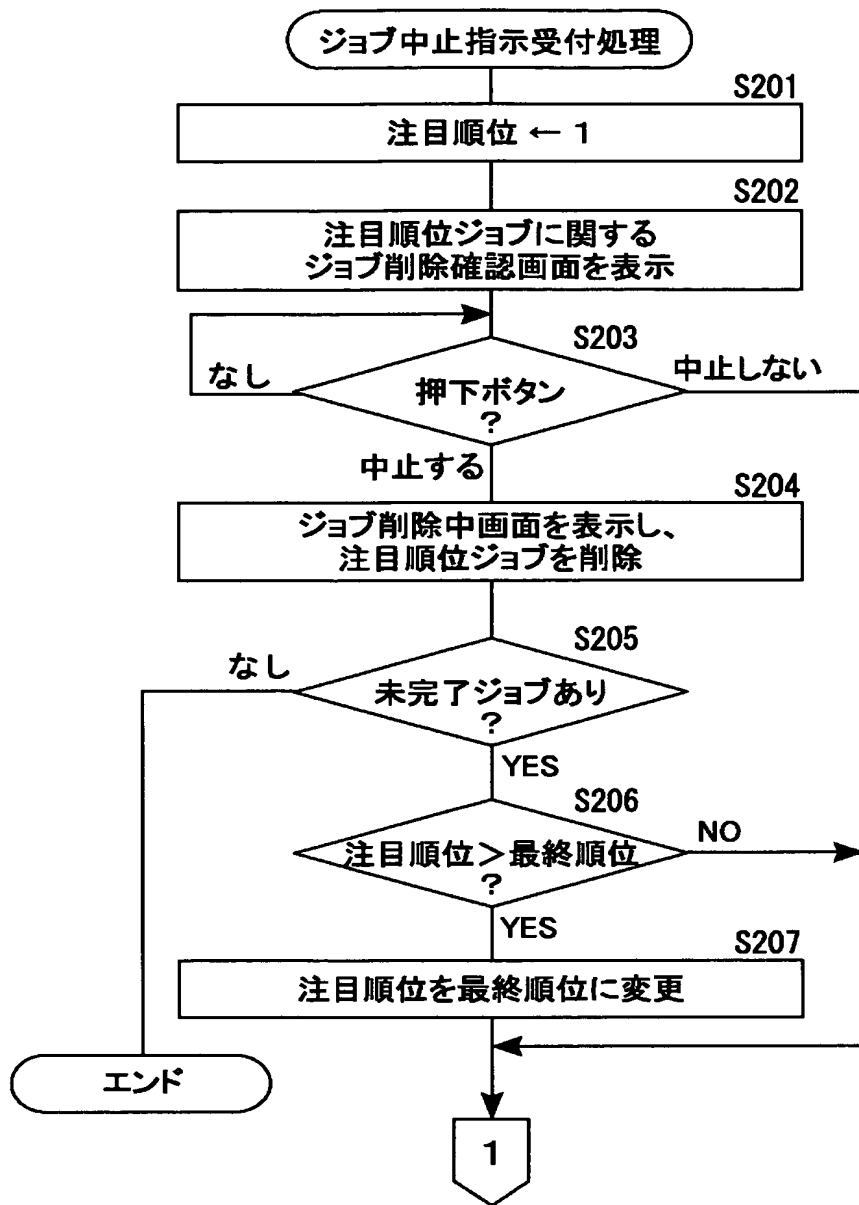 ジョブ中止指示受付処理
S201
注目順位 ← 1
S202
注目順位ジョブに関する
ジョブ削除確認画面を表示
S203
なし
押下ボタン
?
中止しない
中止する
S204
ジョブ削除中画面を表示し、
注目順位ジョブを削除
S205
なし
未完了ジョブあり
?
YES
S206
注目順位>最終順位
?
NO
YES
S207
注目順位を最終順位に変更
エンド
1